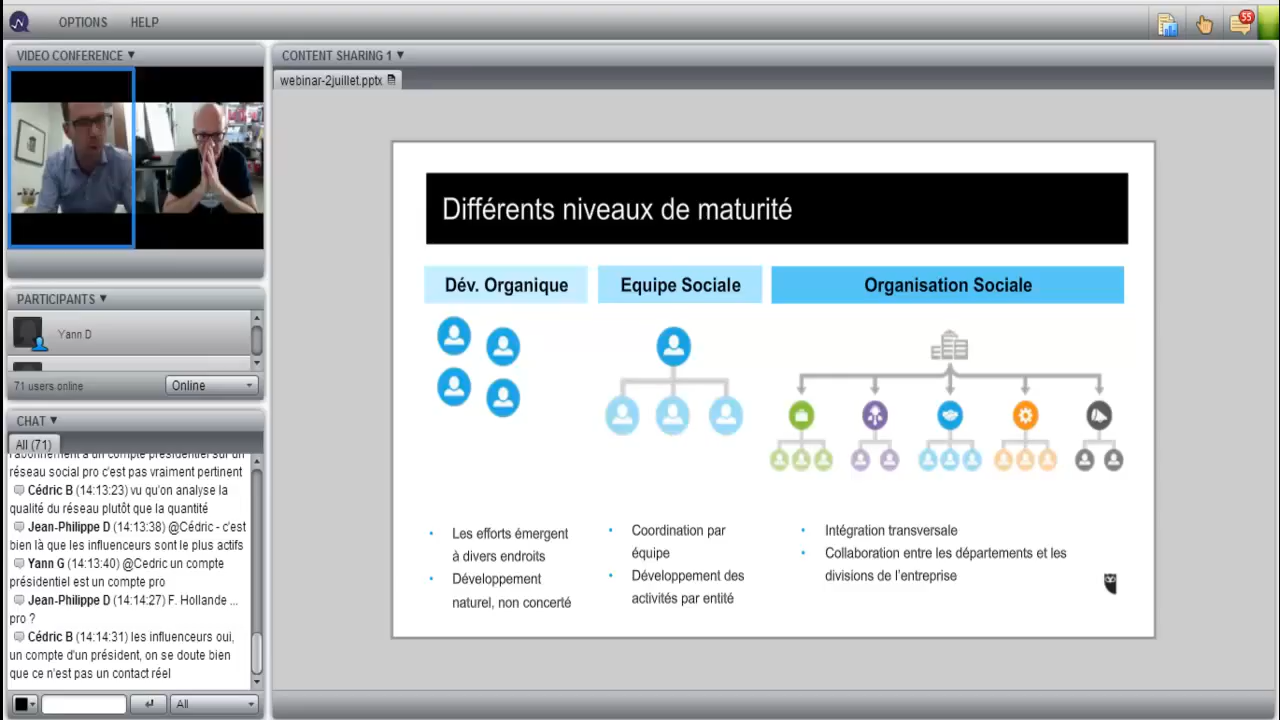 OPTIONS HELP
55
VIDEO CONFERENCE
CONTENT SHARING 1
webinar-2juillet.pptx
PARTICIPANTS
Yann D
71 users online
Online
CHAT
All (71)
l'abonnement à un compte présidentiel sur un
réseau social pro c'est pas vraiment pertinent
Cédric B (14:13:23) vu qu'on analyse la
qualité du réseau plutôt que la quantité
Jean-Philippe D (14:13:38) @Cédric - c'est
bien là que les influenceurs sont le plus actifs
Yann G (14:13:40) @Cedric un compte
présidentiel est un compte pro
Jean-Philippe D (14:14:27) F. Hollande ...
pro ?
Cédric B (14:14:31) les influenceurs oui,
un compte d'un président, on se doute bien
que ce n'est pas un contact réel
All
Différents niveaux de maturité
Dév. Organique
Equipe Sociale
Organisation Sociale
• Les efforts émergent
à divers endroits
• Développement
naturel, non concerté
• Coordination par
équipe
• Développement des
activités par entité
• Intégration transversale
• Collaboration entre les départements et les
divisions de l'entreprise